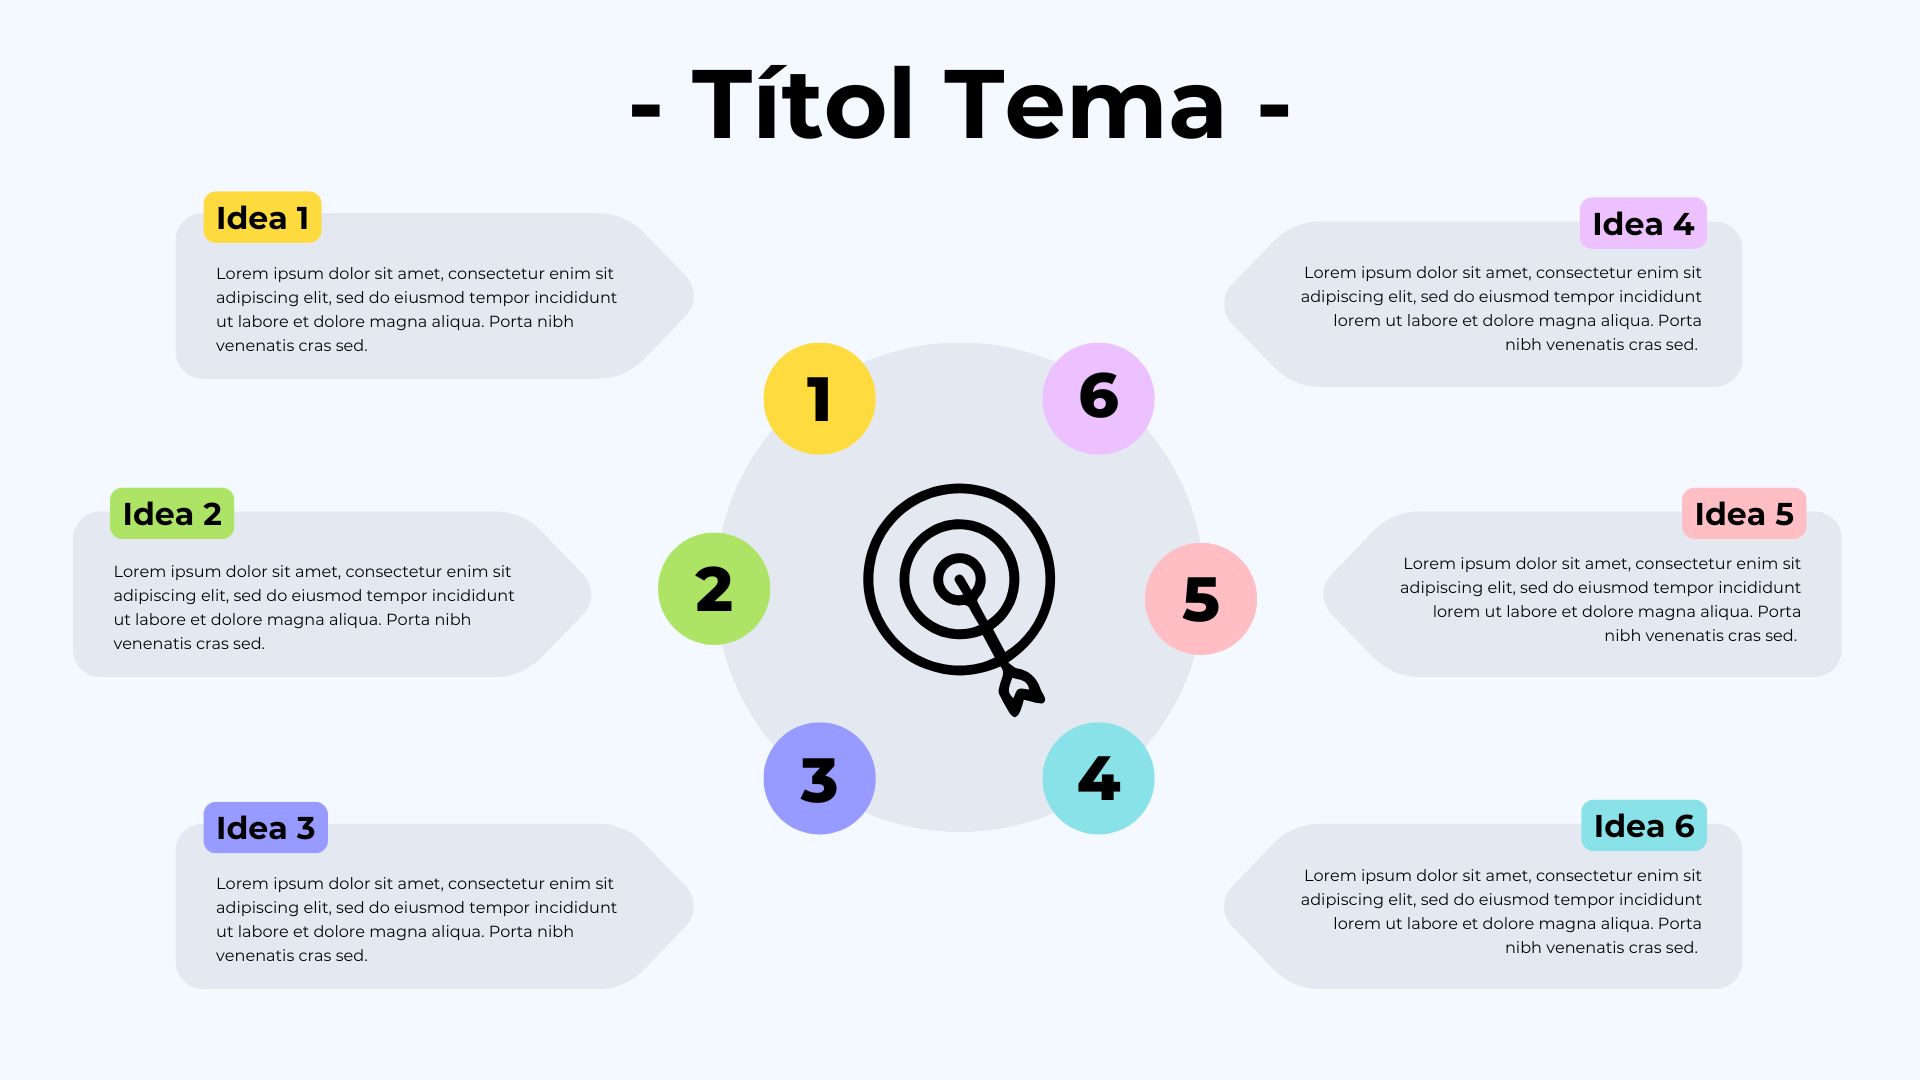 - Títol Tema -
Idea 1
Lorem ipsum dolor sit amet, consectetur enim sit
adipiscing elit, sed do eiusmod tempor incididunt
ut labore et dolore magna aliqua. Porta nibh
venenatis cras sed.
Idea 2
Lorem ipsum dolor sit amet, consectetur enim sit
adipiscing elit, sed do eiusmod tempor incididunt
ut labore et dolore magna aliqua. Porta nibh
venenatis cras sed.
Idea 3
Lorem ipsum dolor sit amet, consectetur enim sit
adipiscing elit, sed do eiusmod tempor incididunt
ut labore et dolore magna aliqua. Porta nibh
venenatis cras sed.
1
2
3
6
5
4
Idea 4
Lorem ipsum dolor sit amet, consectetur enim sit
adipiscing elit, sed do eiusmod tempor incididunt
lorem ut labore et dolore magna aliqua. Porta
nibh venenatis cras sed.
Idea 5
Lorem ipsum dolor sit amet, consectetur enim sit
adipiscing elit, sed do eiusmod tempor incididunt
lorem ut labore et dolore magna aliqua. Porta
nibh venenatis cras sed.
Idea 6
Lorem ipsum dolor sit amet, consectetur enim sit
adipiscing elit, sed do eiusmod tempor incididunt
lorem ut labore et dolore magna aliqua. Porta
nibh venenatis cras sed.